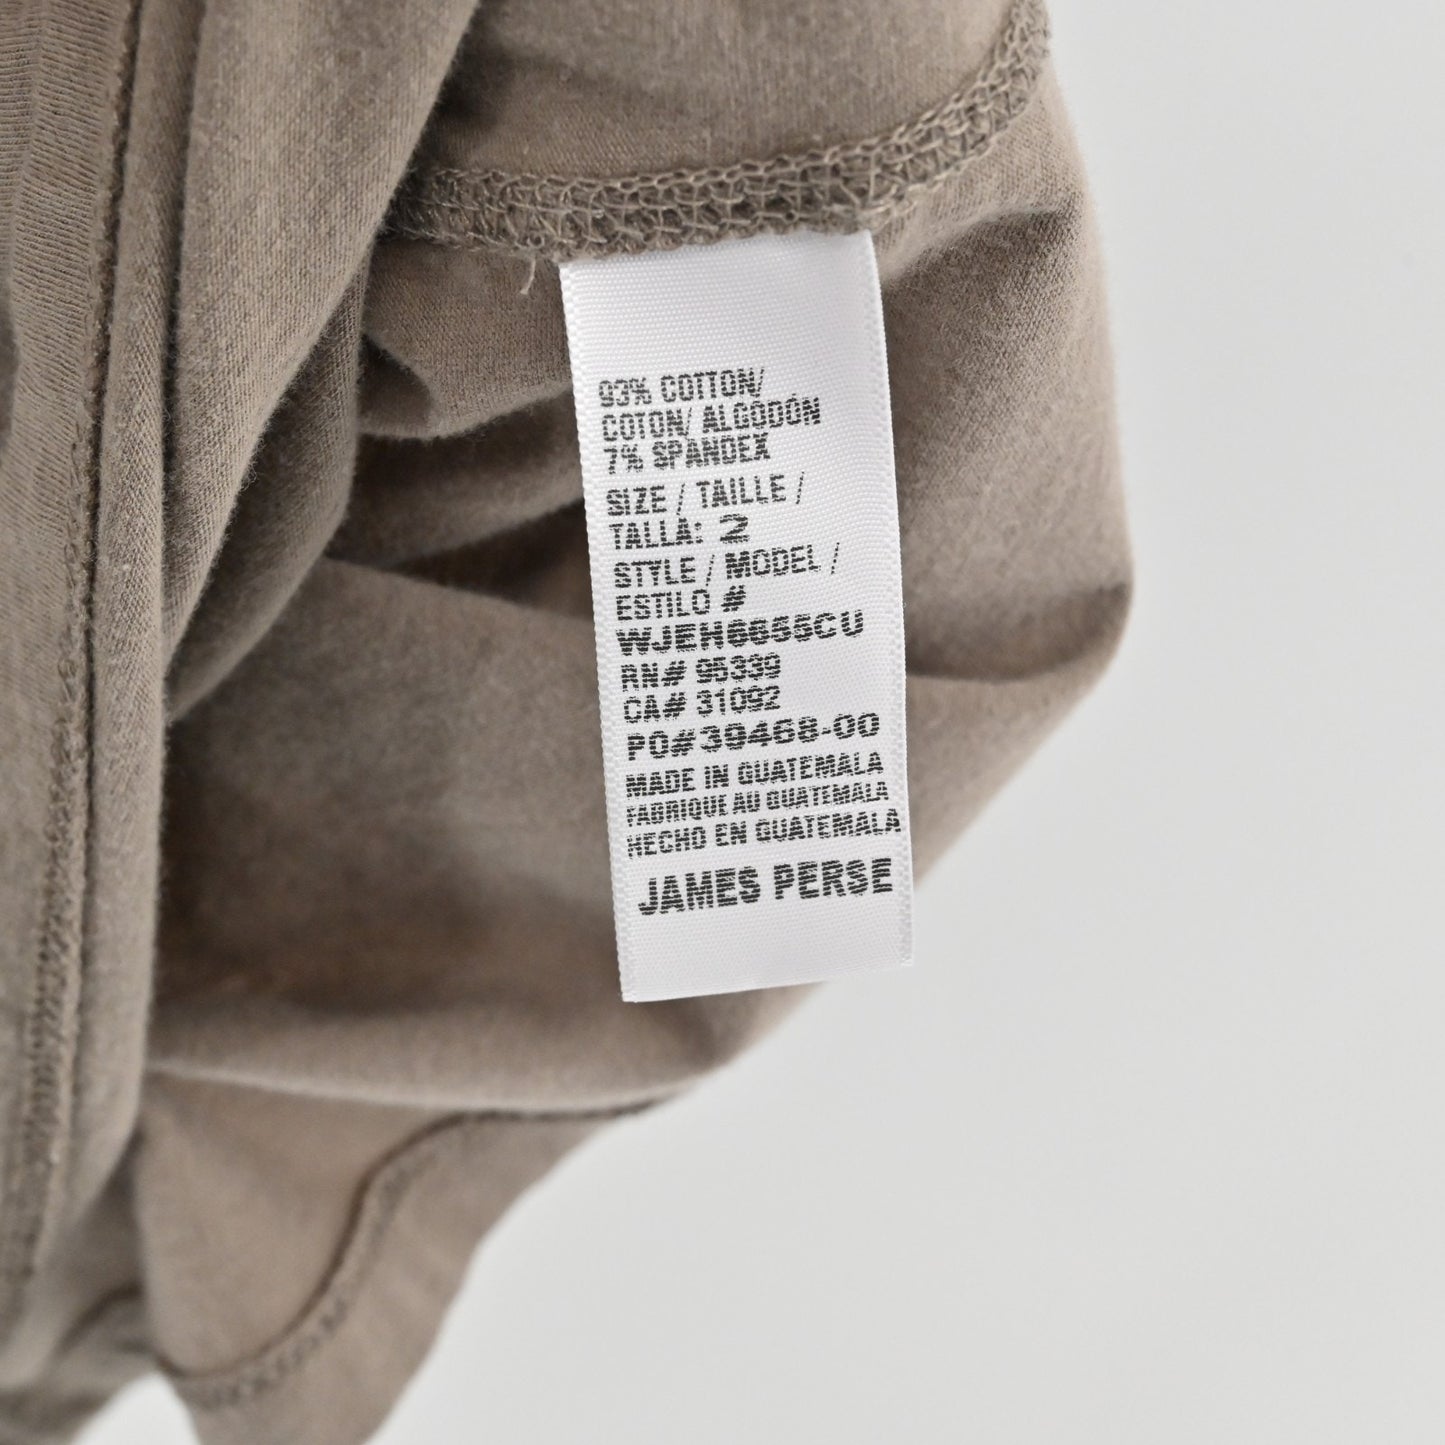 93% COTTON/
COTON/ ALGODÓN
7% SPANDEX
SIZE / TAILLE /
TALLA: 2
STYLE / MODEL /
ESTILO #
WJEH6655CU
RN# 95339
CA# 31092
PO#39468-00
MADE IN GUATEMALA
FABRIQUE AU GUATEMALA
HECHO EN GUATEMALA
JAMES PERSE